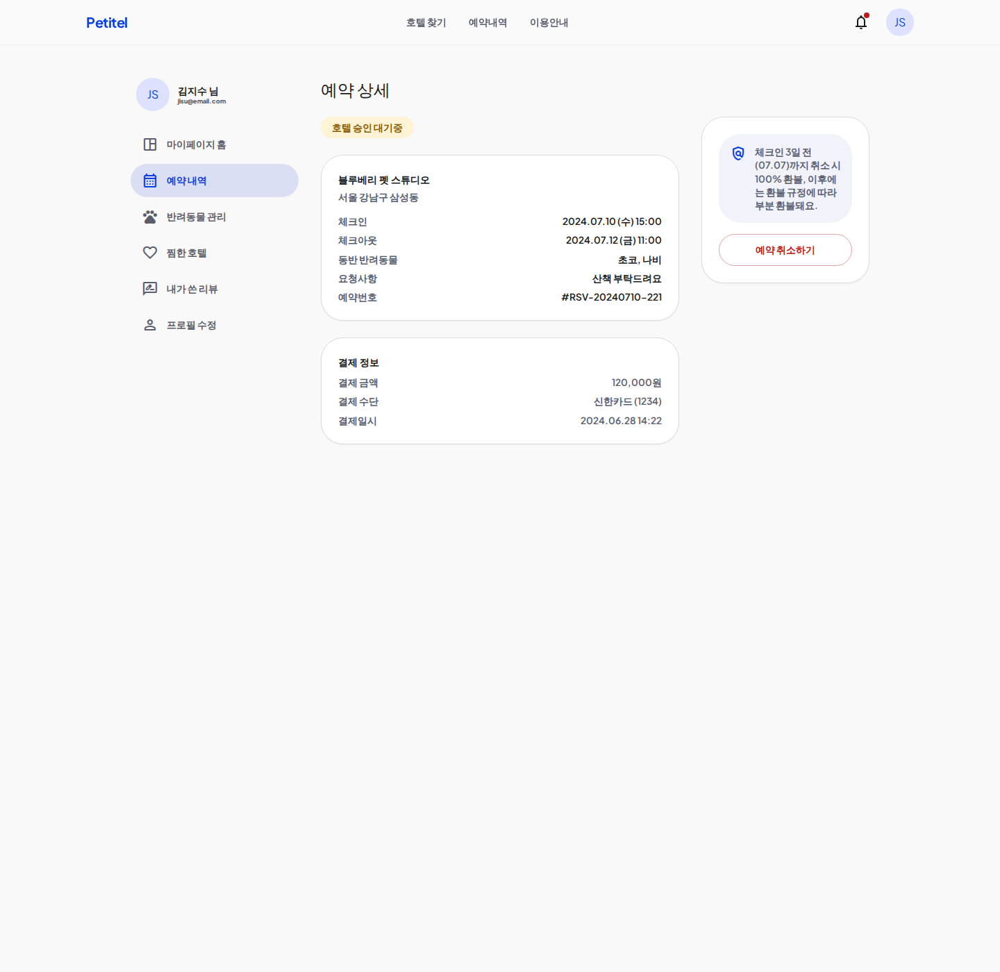 Petitel
호텔 찾기
예약내역
이용안내
JS
JS
김지수 님
jisu@email.com
마이페이지 홈
예약 내역
반려동물 관리
찜한 호텔
내가 쓴 리뷰
프로필 수정
예약 상세
호텔 승인 대기중
블루베리 펫 스튜디오
서울 강남구 삼성동
체크인 2024.07.10 (수) 15:00
체크아웃 2024.07.12 (금) 11:00
동반 반려동물 초코, 나비
요청사항 산책 부탁드려요
예약번호 #RSV-20240710-221
결제 정보
결제 금액 120,000원
결제 수단 신한카드 (1234)
결제일시 2024.06.28 14:22
체크인 3일 전
(07.07)까지 취소 시
100% 환불, 이후에
는 환불 규정에 따라
부분 환불돼요.
예약 취소하기